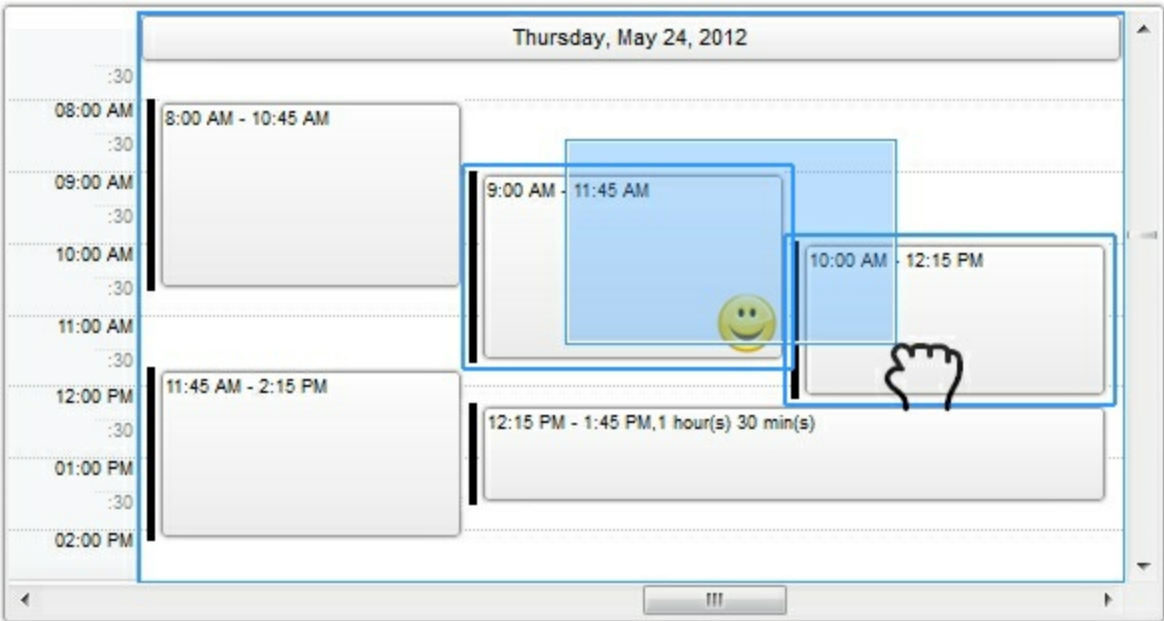 Thursday, May 24, 2012
:30
08:00 AM
8:00 AM - 10:45 AM
:30
09:00 AM
9:00 AM - 11:45 AM
:30
10:00 AM
10:00 AM - 12:15 PM
:30
11:00 AM
:30
12:00 PM
11:45 AM - 2:15 PM
:30
12:15 PM - 1:45 PM,1 hour(s) 30 min(s)
01:00 PM
:30
02:00 PM